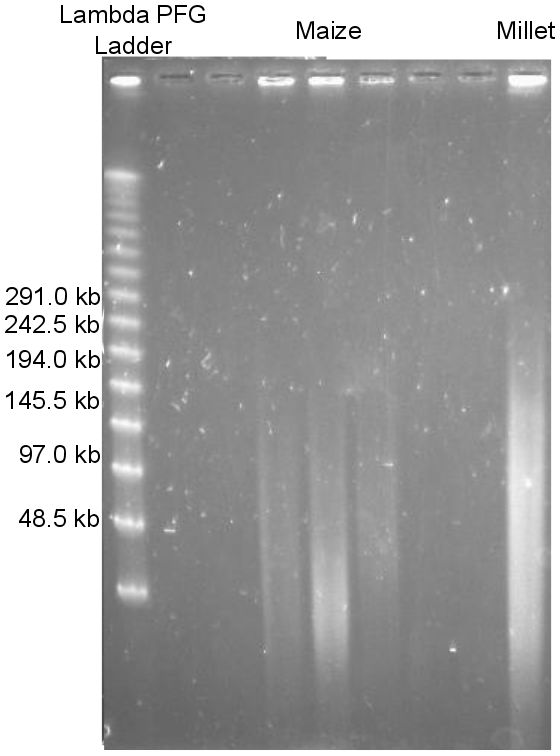 Lambda PFG
Ladder
Maize
Millet
291.0 kb
242.5 kb
194.0 kb
145.5 kb
97.0 kb
48.5 kb